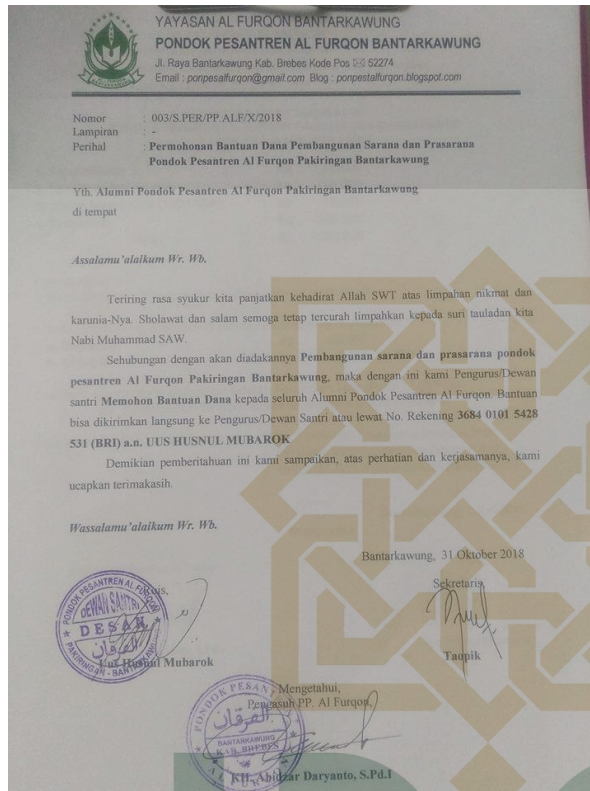 YAYASAN AL FURQON BANTARKAWUNG
PONDOK PESANTREN AL FURQON BANTARKAWUNG
Jl. Raya Bantarkawung Kab. Brebes Kode Pos 52274
Email : ponpesalfurqon@gmail.com Blog : ponpestalfurqon.blogspot.com
Nomor : 003/S.PER/PP.ALF/X/2018
Lampiran : -
Perihal : Permohonan Bantuan Dana Pembangunan Sarana dan Prasarana
Pondok Pesantren Al Furqon Pakiringan Bantarkawung
Yth. Alumni Pondok Pesantren Al Furqon Pakiringan Bantarkawung
di tempat
Assalamu'alaikum Wr. Wb.
Teriring rasa syukur kita panjatkan kehadirat Allah SWT atas limpahan nikmat dan
karunia-Nya. Sholawat dan salam semoga tetap tercurah limpahkan kepada suri tauladan kita
Nabi Muhammad SAW.
Sehubungan dengan akan diadakannya Pembangunan sarana dan prasarana pondok
pesantren Al Furqon Pakiringan Bantarkawung, maka dengan ini kami Pengurus/Dewan
santri Memohon Bantuan Dana kepada seluruh Alumni Pondok Pesantren Al Furqon. Bantuan
bisa dikirimkan langsung ke Pengurus/Dewan Santri atau lewat No. Rekening 3684 0101 5428
531 (BRI) a.n. UUS HUSNUL MUBAROK
Demikian pemberitahuan ini kami sampaikan, atas perhatian dan kerjasamanya, kami
ucapkan terimakasih.
Wassalamu'alaikum Wr. Wb.
Bantarkawung, 31 Oktober 2018
Sekretaris,
PONDOK PESANTREN AL FURQON
DEWAN SANTRI
DESAN
الفرقان
PAKIRINGAN - BANTARKAWUNG
Husnul Mubarok
Taopik
Mengetahui,
Pengasuh PP. Al Furqon,
PONDOK PESANTREN
الفرقان
BANTARKAWUNG
KAB. BREBES
KH. Abidzar Daryanto, S.Pd.I